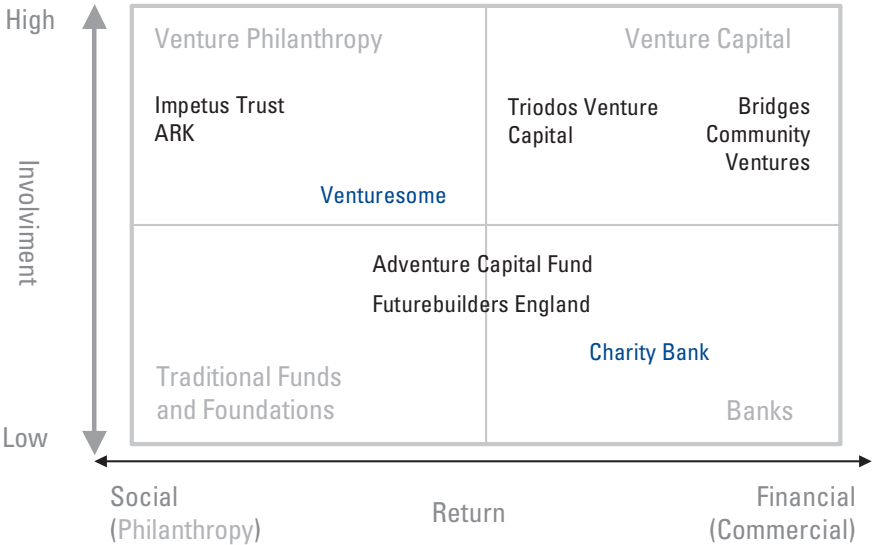 High
Venture Philanthropy
Venture Capital
Impetus Trust
ARK
Triodos Venture
Capital
Bridges
Community
Ventures
Involviment
Venturesome
Adventure Capital Fund
Futurebuilders England
Charity Bank
Traditional Funds
and Foundations
Banks
Low
Social
(Philanthropy)
Return
Financial
(Commercial)